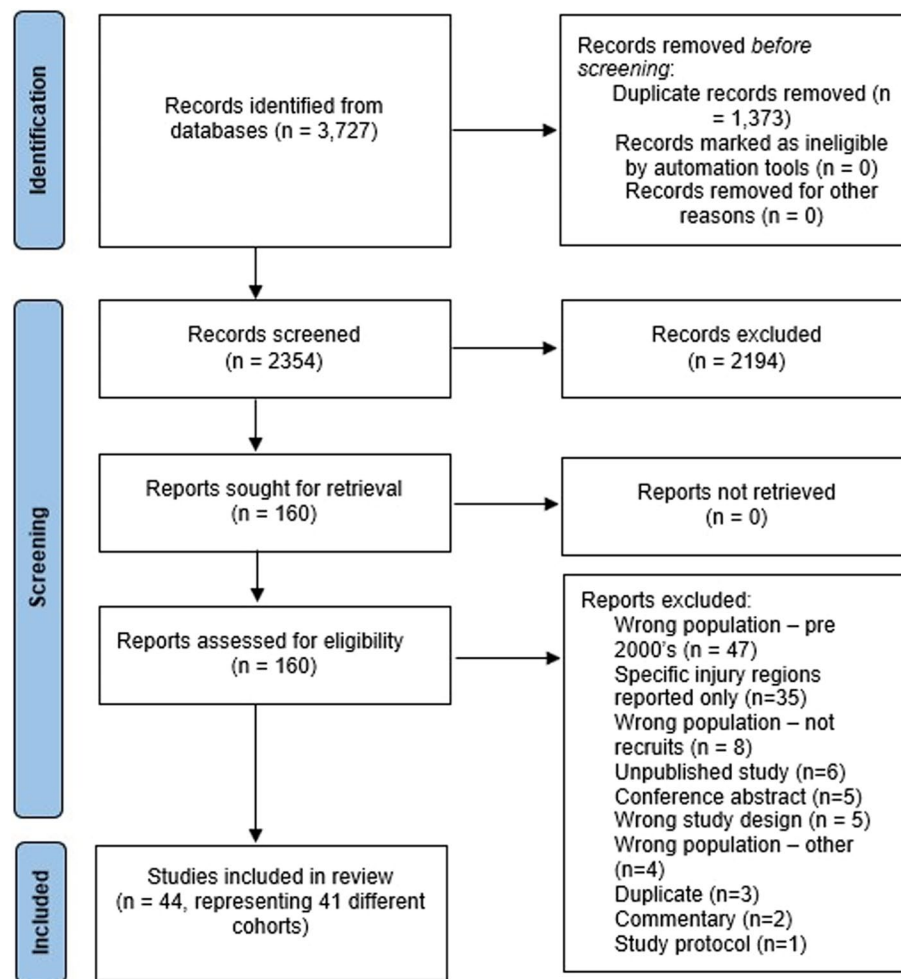 Identification
Records identified from
databases (n = 3,727)
Records removed before
screening:
Duplicate records removed (n
= 1,373)
Records marked as ineligible
by automation tools (n = 0)
Records removed for other
reasons (n = 0)
Screening
Records screened
(n = 2354)
Records excluded
(n = 2194)
Reports sought for retrieval
(n = 160)
Reports not retrieved
(n = 0)
Reports assessed for eligibility
(n = 160)
Reports excluded:
Wrong population – pre
2000's (n = 47)
Specific injury regions
reported only (n=35)
Wrong population – not
recruits (n = 8)
Unpublished study (n=6)
Conference abstract (n=5)
Wrong study design (n = 5)
Wrong population – other
(n=4)
Duplicate (n=3)
Commentary (n=2)
Study protocol (n=1)
Included
Studies included in review
(n = 44, representing 41 different
cohorts)